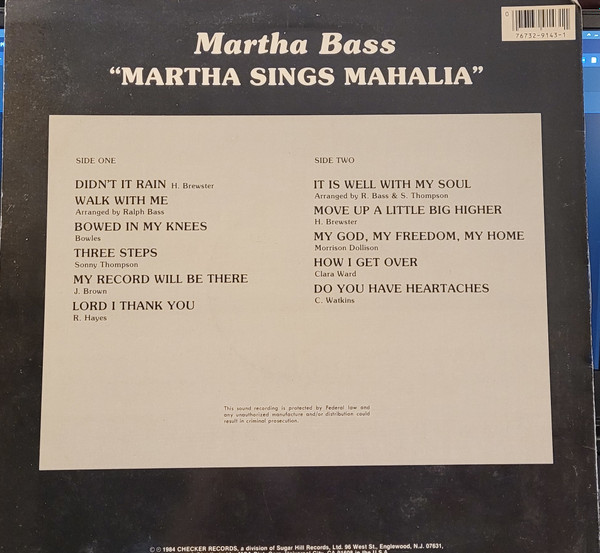 0
76732-9143-1
Martha Bass
"MARTHA SINGS MAHALIA"
SIDE ONE
DIDN'T IT RAIN H. Brewster
WALK WITH ME
Arranged by Ralph Bass
BOWED IN MY KNEES
Bowles
THREE STEPS
Sonny Thompson
MY RECORD WILL BE THERE
J. Brown
LORD I THANK YOU
R. Hayes
SIDE TWO
IT IS WELL WITH MY SOUL
Arranged by R. Bass & S. Thompson
MOVE UP A LITTLE BIG HIGHER
H. Brewster
MY GOD, MY FREEDOM, MY HOME
Morrison Dollison
HOW I GET OVER
Clara Ward
DO YOU HAVE HEARTACHES
C. Watkins
This sound recording is protected by Federal law and
any unauthorized manufacture and/or distribution could
result in criminal prosecution.
© ℗ 1984 CHECKER RECORDS, a division of Sugar Hill Records, Ltd. 96 West St., Englewood, N.J. 07631,